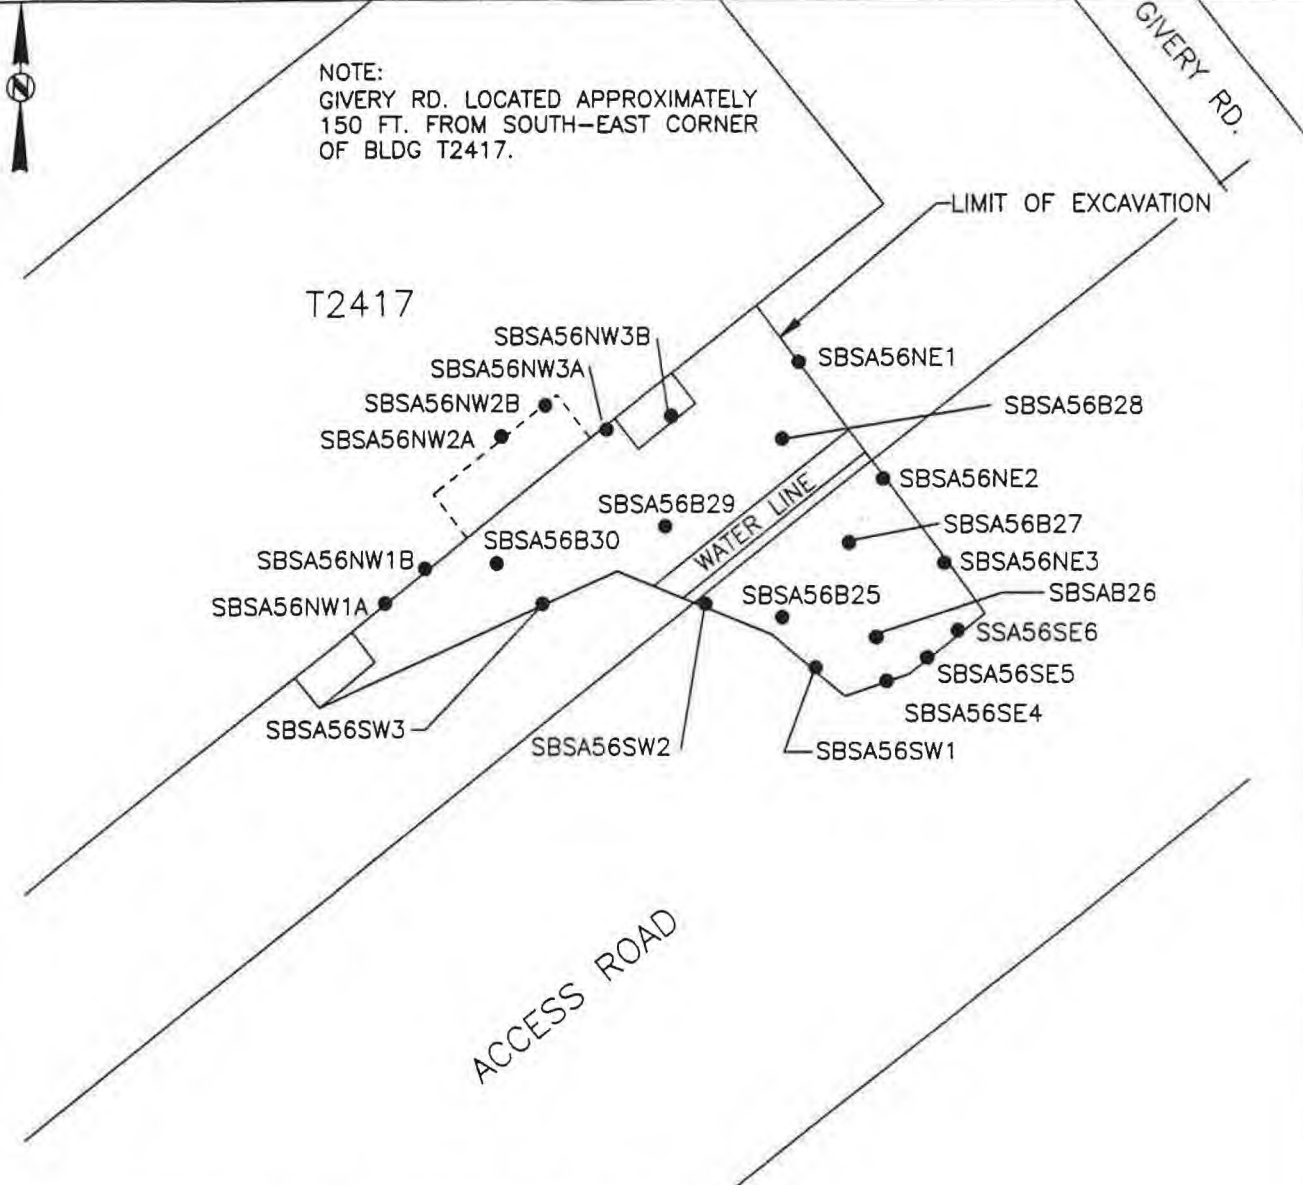 GIVERY RD.
N
NOTE:
GIVERY RD. LOCATED APPROXIMATELY
150 FT. FROM SOUTH-EAST CORNER
OF BLDG T2417.
LIMIT OF EXCAVATION
T2417
SBSA56NW3B
SBSA56NE1
SBSA56NW3A
SBSA56NW2B
SBSA56B28
SBSA56NW2A
SBSA56NE2
WATER LINE
SBSA56B29
SBSA56B27
SBSA56B30
SBSA56NW1B
SBSA56NE3
SBSA56NW1A
SBSA56B25
SBSAB26
SSA56SE6
SBSA56SE5
SBSA56SE4
SBSA56SW3
SBSA56SW2
SBSA56SW1
ACCESS ROAD